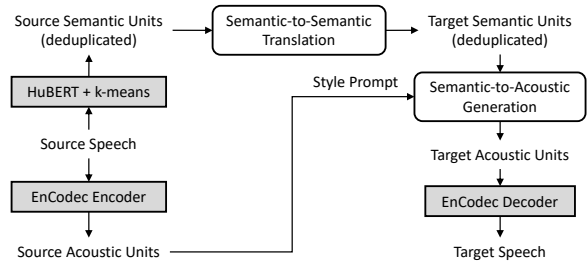 Source Semantic Units
(deduplicated)
Semantic-to-Semantic
Translation
Target Semantic Units
(deduplicated)
HuBERT + k-means
Style Prompt
Semantic-to-Acoustic
Generation
Source Speech
Target Acoustic Units
EnCodec Encoder
EnCodec Decoder
Source Acoustic Units
Target Speech